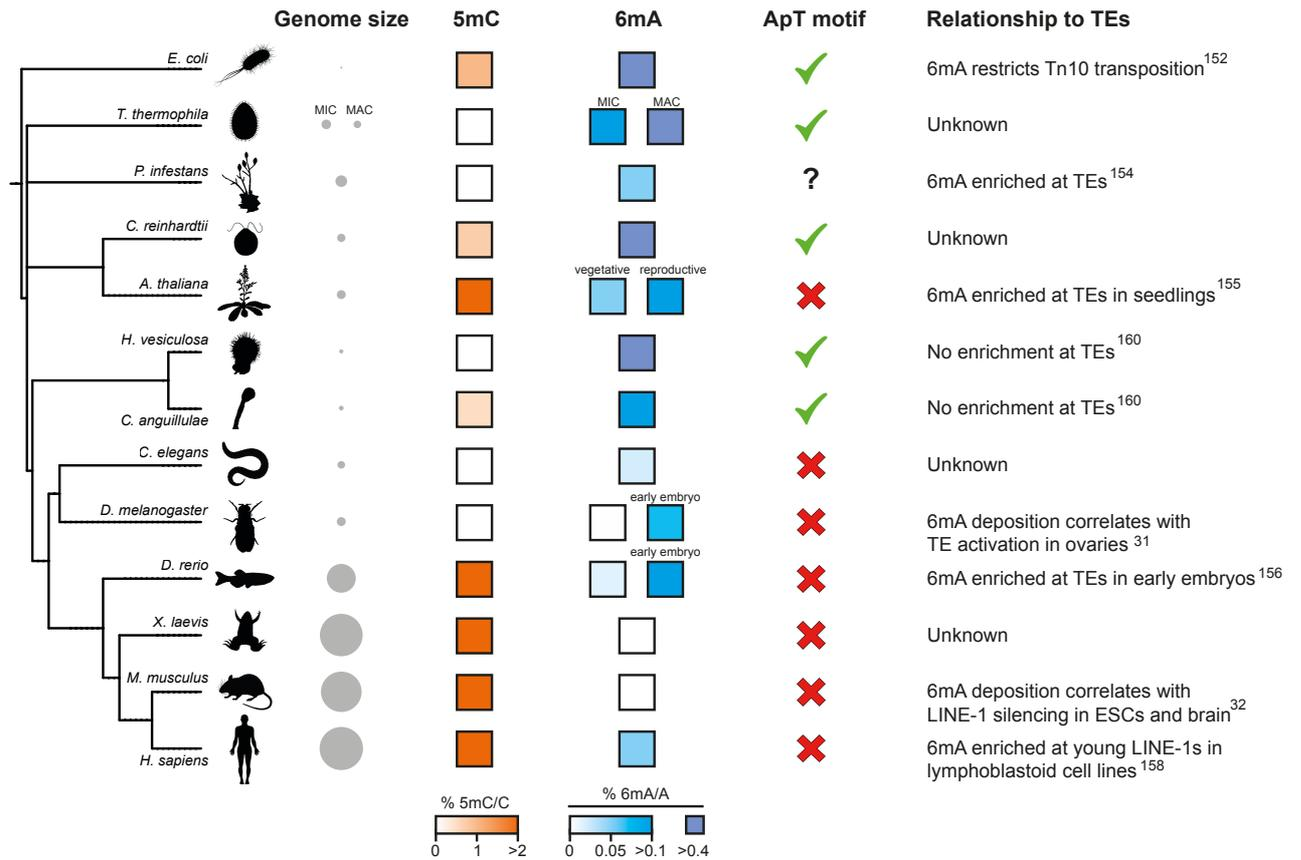 Genome size 5mC 6mA ApT motif Relationship to TEs
E. coli 6mA restricts Tn10 transposition152
MIC MAC
T. thermophila MIC MAC Unknown
P. infestans ? 6mA enriched at TEs154
C. reinhardtii Unknown
vegetative reproductive
A. thaliana 6mA enriched at TEs in seedlings155
H. vesiculosa No enrichment at TEs160
C. anguillulae No enrichment at TEs160
C. elegans Unknown
early embryo
D. melanogaster 6mA deposition correlates with
TE activation in ovaries 31
early embryo
D. rerio 6mA enriched at TEs in early embryos156
X. laevis Unknown
M. musculus 6mA deposition correlates with
LINE-1 silencing in ESCs and brain32
H. sapiens 6mA enriched at young LINE-1s in
lymphoblastoid cell lines158
% 5mC/C % 6mA/A
0 1 >2 0 0.05 >0.1 >0.4